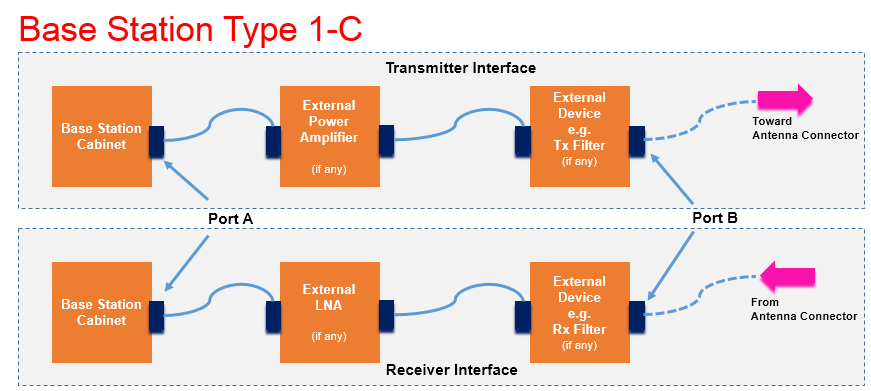 Base Station Type 1-C
Transmitter Interface
Base Station
Cabinet
External
Power
Amplifier
(if any)
External
Device
e.g.
Tx Filter
(if any)
Toward
Antenna Connector
Port A
Port B
Base Station
Cabinet
External
LNA
(if any)
External
Device
e.g.
Rx Filter
(if any)
From
Antenna Connector
Receiver Interface